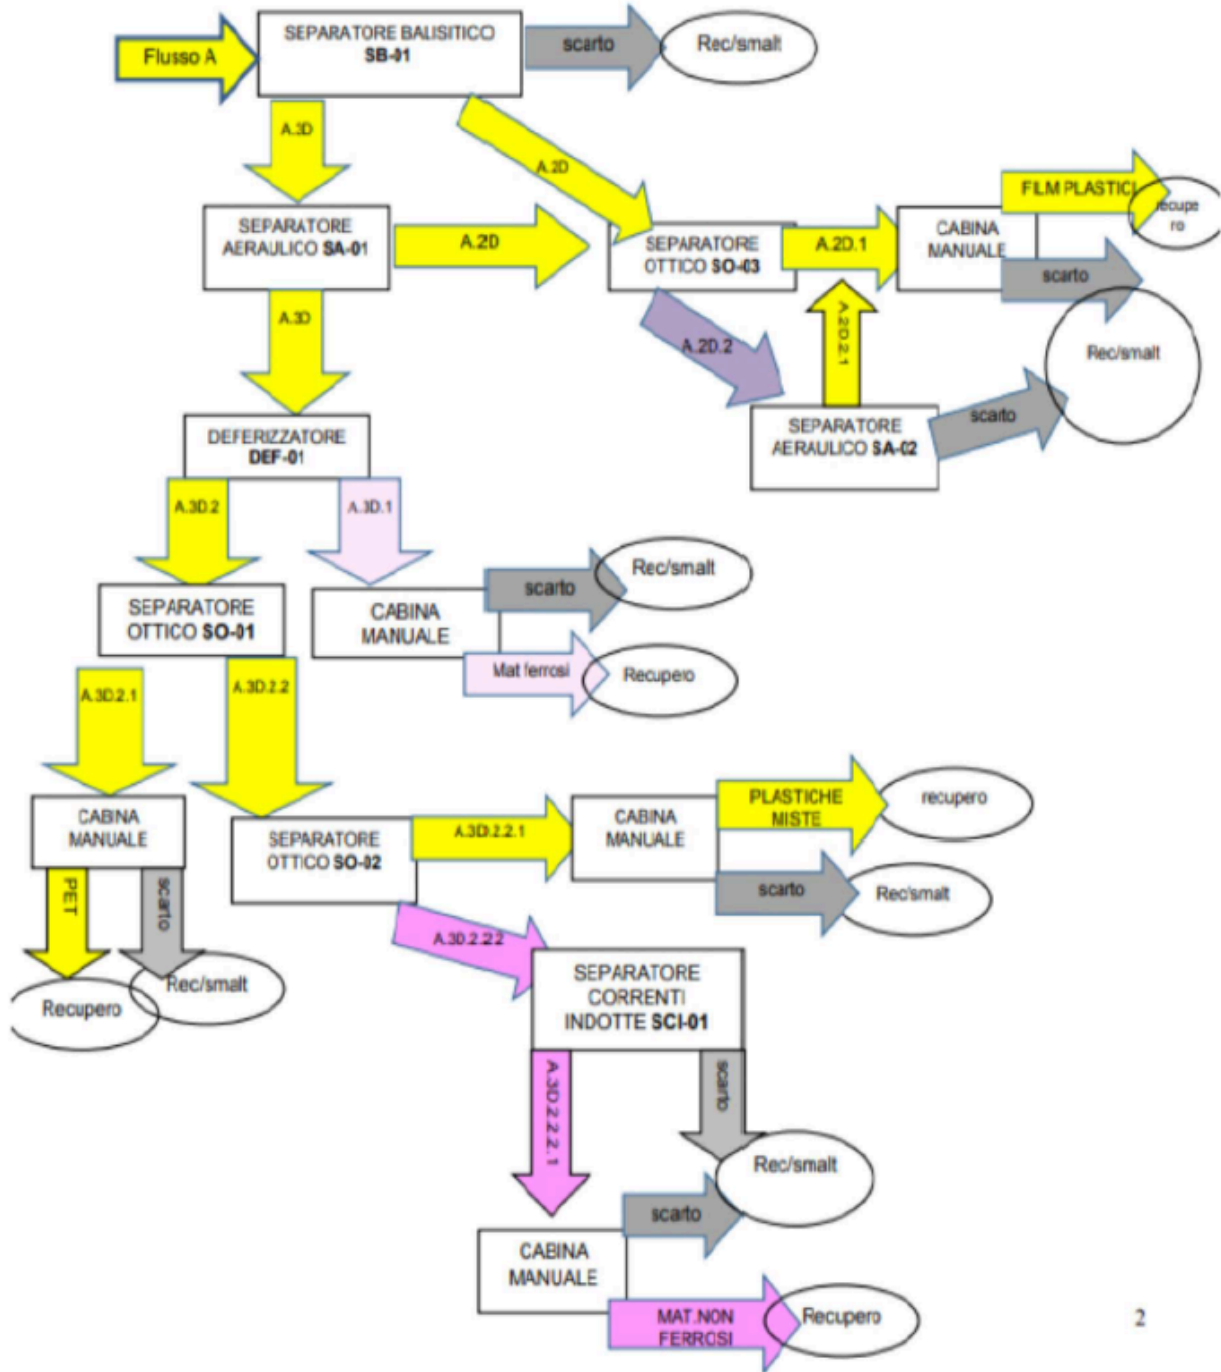 SEPARATORE BALISITICO
SB-01
Flusso A
scarto
Rec/smalt
A.3D
A.2D
SEPARATORE
AERAULICO SA-01
A.2D
SEPARATORE
OTTICO SO-03
A.2D.1
CABINA
MANUALE
FILM PLASTICI
recupe
ro
scarto
Rec/smalt
A.3D
A.2D.2
A.2D.2.1
SEPARATORE
AERAULICO SA-02
scarto
DEFERIZZATORE
DEF-01
A.3D.2
A.3D.1
SEPARATORE
OTTICO SO-01
CABINA
MANUALE
scarto
Rec/smalt
Mat ferrosi
Recupero
A.3D.2.1
A.3D.2.2
CABINA
MANUALE
SEPARATORE
OTTICO SO-02
A.3D.2.2.1
CABINA
MANUALE
PLASTICHE
MISTE
recupero
scarto
Rec/smalt
PET
scarto
Recupero
Rec/smalt
A.3D.2.2.2
SEPARATORE
CORRENTI
INDOTTE SCI-01
A.3D.2.2.2.1
scarto
Rec/smalt
scarto
CABINA
MANUALE
MAT.NON
FERROSI
Recupero
2